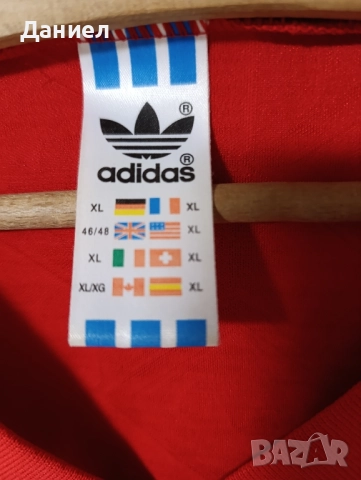 Даниел
®
adidas®
XL XL
46/48 XL
XL XL
XL/XG XL
BAZAR